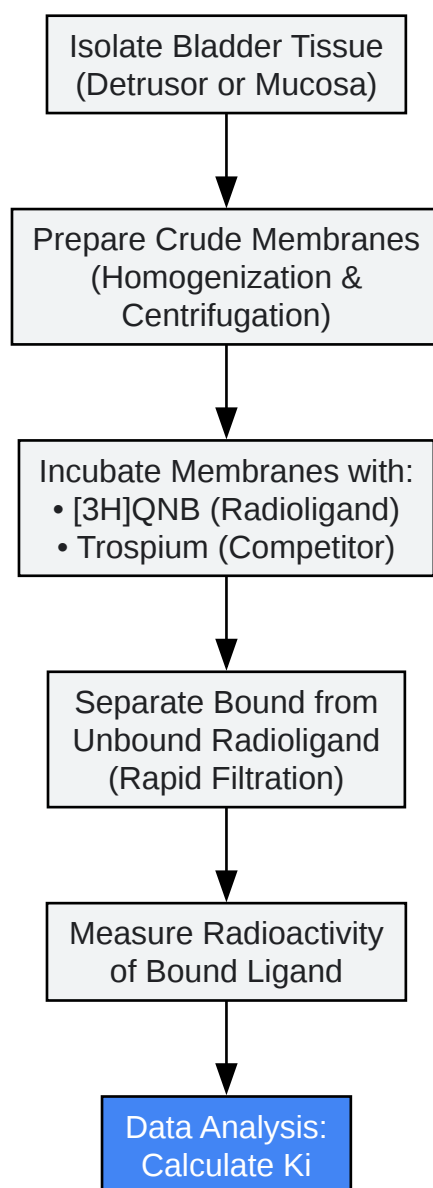 Isolate Bladder Tissue
(Detrusor or Mucosa)
Prepare Crude Membranes
(Homogenization &
Centrifugation)
Incubate Membranes with:
• [3H]QNB (Radioligand)
• Trospium (Competitor)
Separate Bound from
Unbound Radioligand
(Rapid Filtration)
Measure Radioactivity
of Bound Ligand
Data Analysis:
Calculate Ki